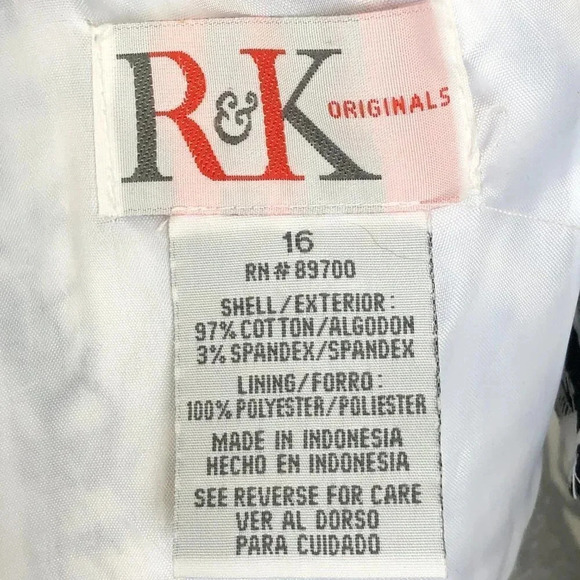 R&K ORIGINALS
16
RN# 89700
SHELL/EXTERIOR:
97% COTTON/ALGODON
3% SPANDEX/SPANDEX
LINING/FORRO:
100% POLYESTER/POLIESTER
MADE IN INDONESIA
HECHO EN INDONESIA
SEE REVERSE FOR CARE
VER AL DORSO
PARA CUIDADO